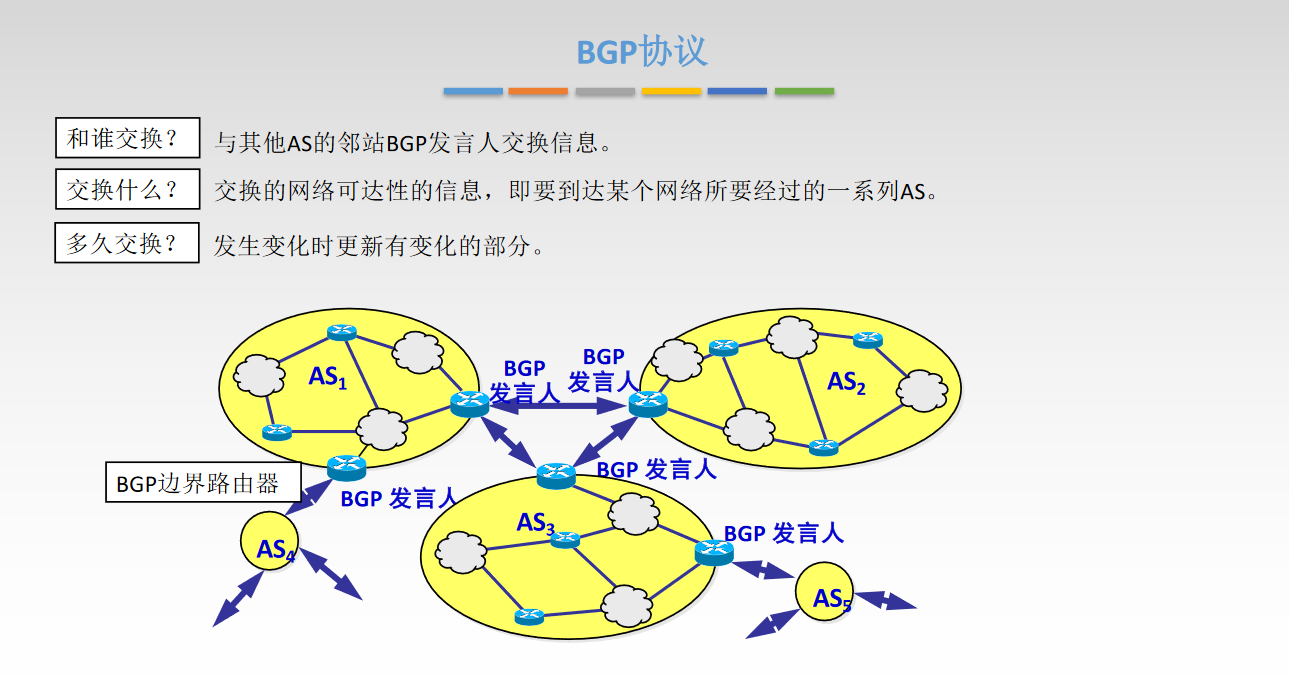 BGP协议
和谁交换？
与其他AS的邻站BGP发言人交换信息。
交换什么？
交换的网络可达性的信息，即要到达某个网络所要经过的一系列AS。
多久交换？
发生变化时更新有变化的部分。
BGP
发言人
BGP
发言人
AS1
AS2
BGP边界路由器
BGP 发言人
BGP 发言人
AS3
BGP 发言人
AS4
AS5